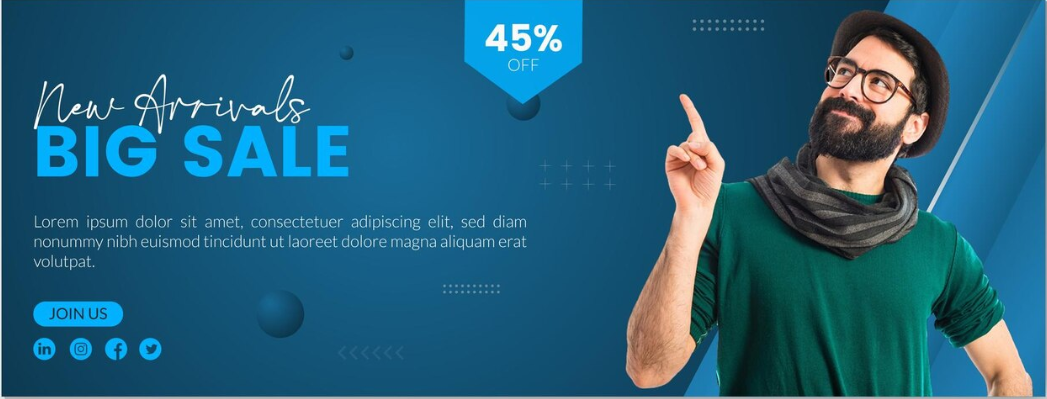 45%
OFF
New Arrivals
BIG SALE
Lorem ipsum dolor sit amet, consectetuer adipiscing elit, sed diam
nonummy nibh euismod tincidunt ut laoreet dolore magna aliquam erat
volutpat.
JOIN US